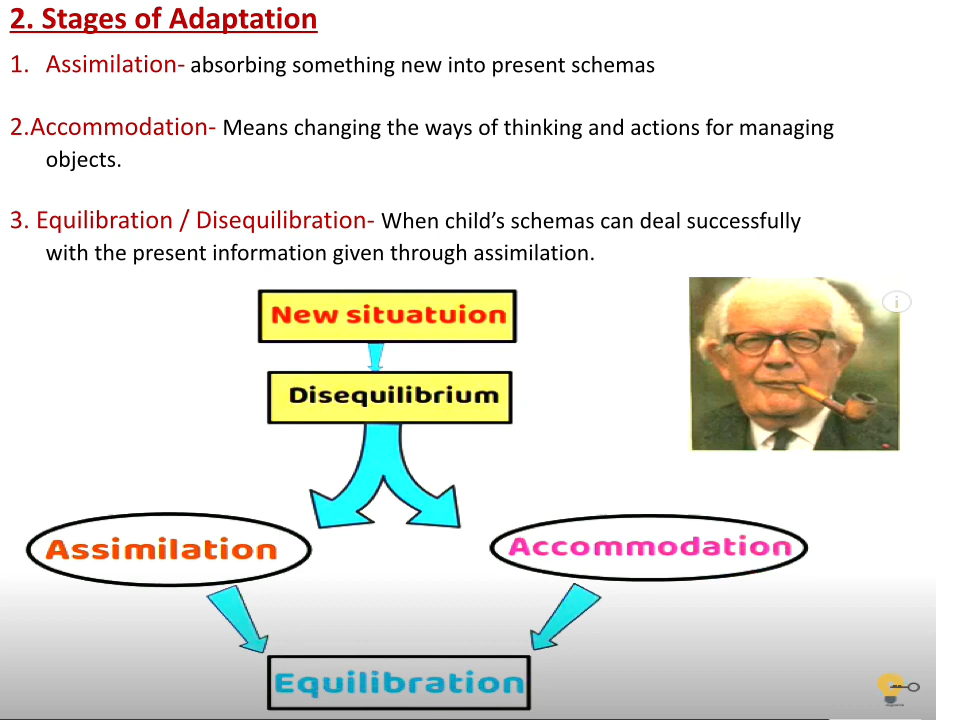 2. Stages of Adaptation
1. Assimilation- absorbing something new into present schemas
2.Accommodation- Means changing the ways of thinking and actions for managing
objects.
3. Equilibration / Disequilibration- When child’s schemas can deal successfully
with the present information given through assimilation.
New situatuion
i
Disequilibrium
Assimilation
Accommodation
Equilibration